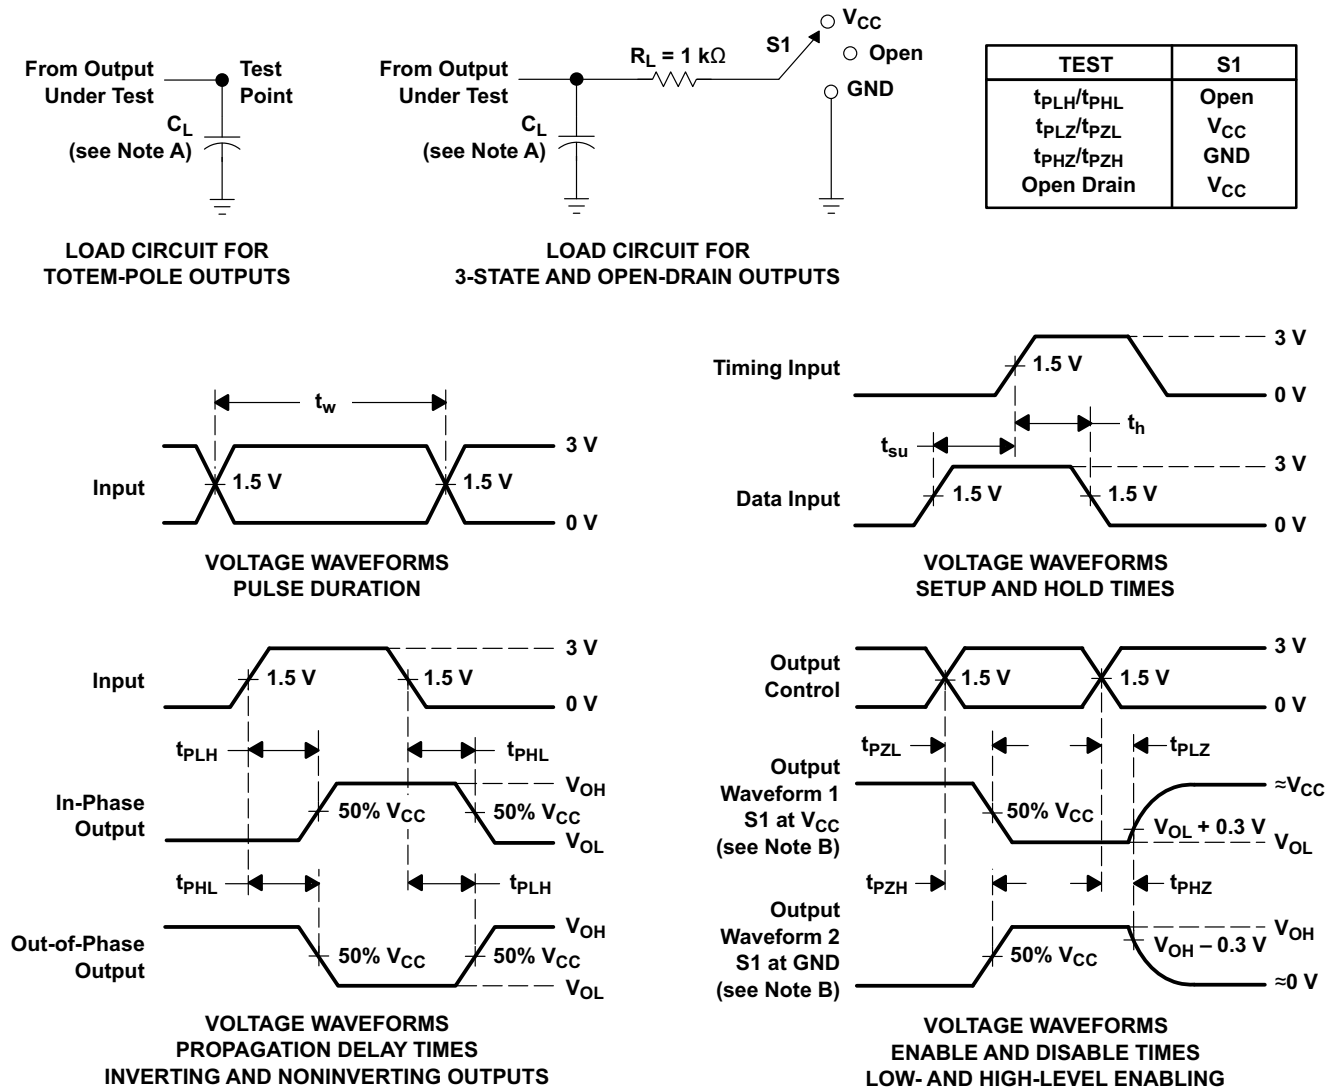 From Output
Under Test
Test
Point
C_L
(see Note A)
LOAD CIRCUIT FOR
TOTEM-POLE OUTPUTS
From Output
Under Test
R_L = 1 kΩ
S1
V_CC
Open
GND
C_L
(see Note A)
LOAD CIRCUIT FOR
3-STATE AND OPEN-DRAIN OUTPUTS
TEST S1
t_PLH/t_PHL Open
t_PLZ/t_PZL V_CC
t_PHZ/t_PZH GND
Open Drain V_CC
t_w
Input
1.5 V
1.5 V
3 V
0 V
VOLTAGE WAVEFORMS
PULSE DURATION
Timing Input
1.5 V
3 V
0 V
t_su
t_h
Data Input
1.5 V
1.5 V
3 V
0 V
VOLTAGE WAVEFORMS
SETUP AND HOLD TIMES
Input
1.5 V
1.5 V
3 V
0 V
t_PLH
t_PHL
In-Phase
Output
50% V_CC
50% V_CC
V_OH
V_OL
t_PHL
t_PLH
Out-of-Phase
Output
50% V_CC
50% V_CC
V_OH
V_OL
VOLTAGE WAVEFORMS
PROPAGATION DELAY TIMES
INVERTING AND NONINVERTING OUTPUTS
Output
Control
1.5 V
1.5 V
3 V
0 V
t_PZL
t_PLZ
Output
Waveform 1
S1 at V_CC
(see Note B)
50% V_CC
V_OL + 0.3 V
≈V_CC
V_OL
t_PZH
t_PHZ
Output
Waveform 2
S1 at GND
(see Note B)
50% V_CC
V_OH − 0.3 V
V_OH
≈0 V
VOLTAGE WAVEFORMS
ENABLE AND DISABLE TIMES
LOW- AND HIGH-LEVEL ENABLING